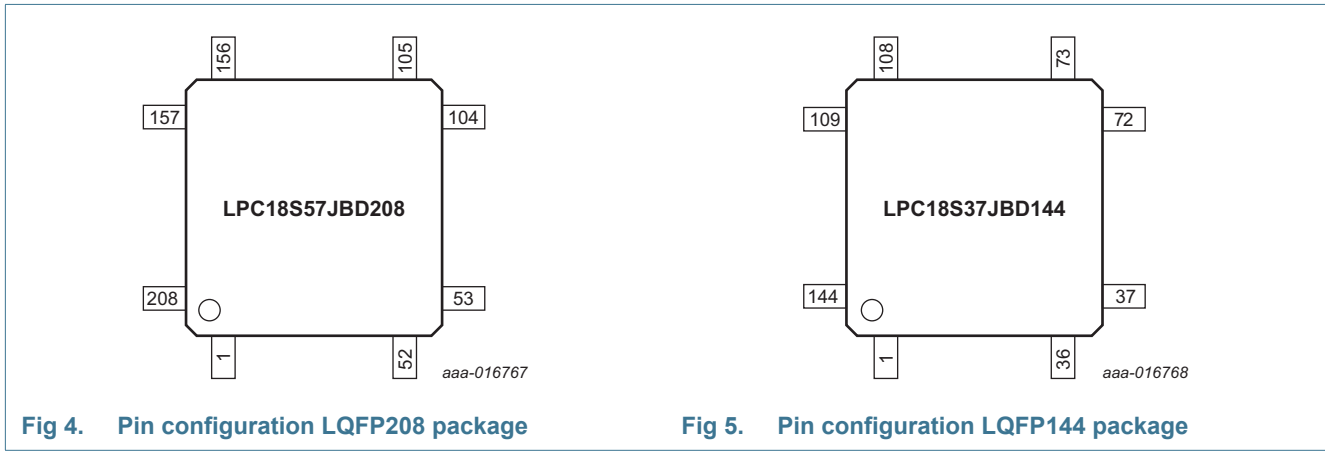 156
105
157
104
LPC18S57JBD208
208
53
1
52
aaa-016767
Fig 4. Pin configuration LQFP208 package
108
73
109
72
LPC18S37JBD144
144
37
1
36
aaa-016768
Fig 5. Pin configuration LQFP144 package